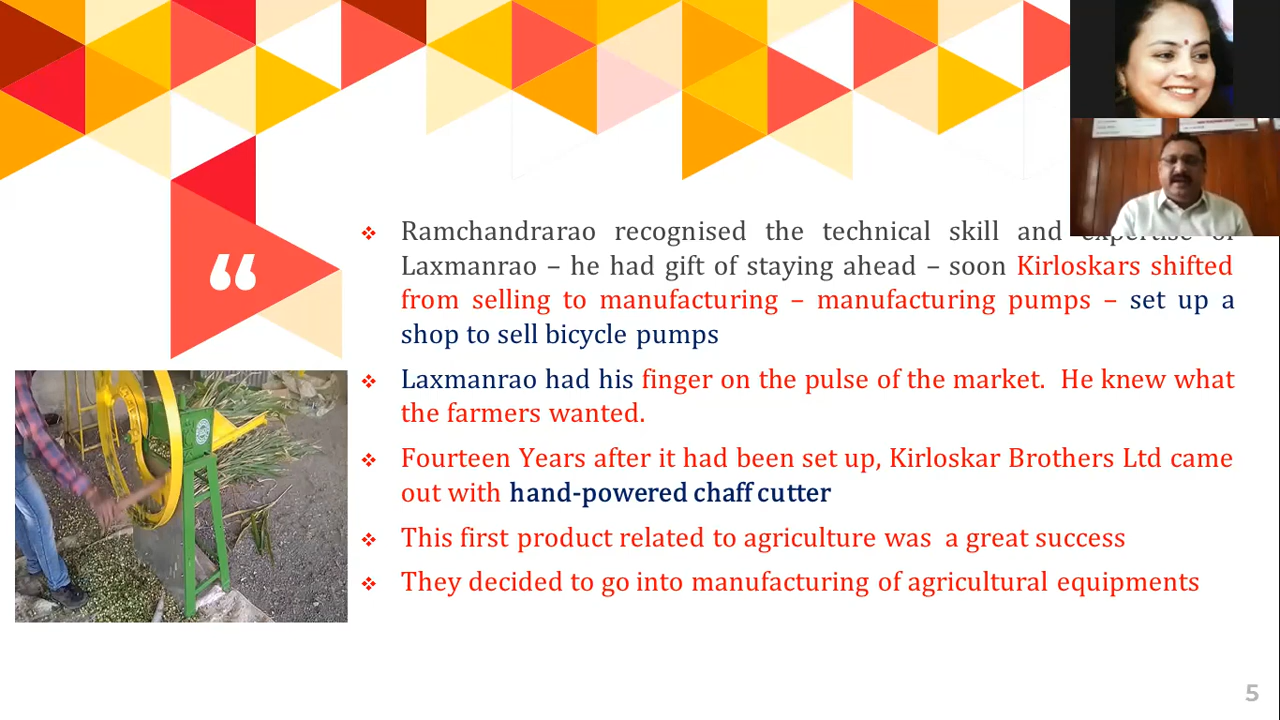 “
Ramchandrarao recognised the technical skill and expertise of
Laxmanrao – he had gift of staying ahead – soon Kirloskars shifted
from selling to manufacturing – manufacturing pumps – set up a
shop to sell bicycle pumps
Laxmanrao had his finger on the pulse of the market.  He knew what
the farmers wanted.
Fourteen Years after it had been set up, Kirloskar Brothers Ltd came
out with hand-powered chaff cutter
This first product related to agriculture was  a great success
They decided to go into manufacturing of agricultural equipments
5